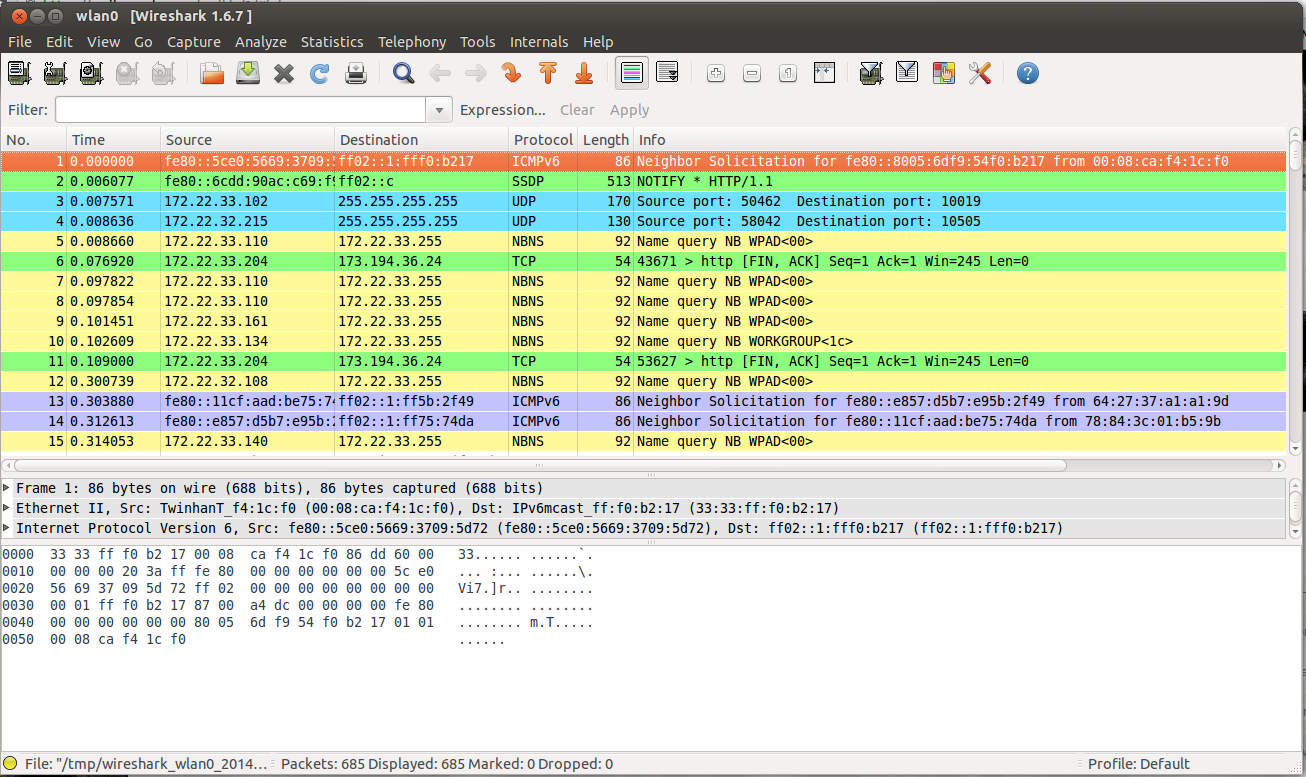 wlan0 [Wireshark 1.6.7 ]
File Edit View Go Capture Analyze Statistics Telephony Tools Internals Help
Filter: Expression... Clear Apply
No. Time Source Destination Protocol Length Info
1 0.000000 fe80::5ce0:5669:3709: ff02::1:fff0:b217 ICMPv6 86 Neighbor Solicitation for fe80::8005:6df9:54f0:b217 from 00:08:ca:f4:1c:f0
2 0.006077 fe80::6cdd:90ac:c69:f9 ff02::c SSDP 513 NOTIFY * HTTP/1.1
3 0.007571 172.22.33.102 255.255.255.255 UDP 170 Source port: 50462 Destination port: 10019
4 0.008636 172.22.32.215 255.255.255.255 UDP 130 Source port: 58042 Destination port: 10505
5 0.008660 172.22.33.110 172.22.33.255 NBNS 92 Name query NB WPAD<00>
6 0.076920 172.22.33.204 173.194.36.24 TCP 54 43671 > http [FIN, ACK] Seq=1 Ack=1 Win=245 Len=0
7 0.097822 172.22.33.110 172.22.33.255 NBNS 92 Name query NB WPAD<00>
8 0.097854 172.22.33.110 172.22.33.255 NBNS 92 Name query NB WPAD<00>
9 0.101451 172.22.33.161 172.22.33.255 NBNS 92 Name query NB WPAD<00>
10 0.102609 172.22.33.134 172.22.33.255 NBNS 92 Name query NB WORKGROUP<1c>
11 0.109000 172.22.33.204 173.194.36.24 TCP 54 53627 > http [FIN, ACK] Seq=1 Ack=1 Win=245 Len=0
12 0.300739 172.22.32.108 172.22.33.255 NBNS 92 Name query NB WPAD<00>
13 0.303880 fe80::11cf:aad:be75:74 ff02::1:ff5b:2f49 ICMPv6 86 Neighbor Solicitation for fe80::e857:d5b7:e95b:2f49 from 64:27:37:a1:a1:9d
14 0.312613 fe80::e857:d5b7:e95b:2 ff02::1:ff75:74da ICMPv6 86 Neighbor Solicitation for fe80::11cf:aad:be75:74da from 78:84:3c:01:b5:9b
15 0.314053 172.22.33.140 172.22.33.255 NBNS 92 Name query NB WPAD<00>
Frame 1: 86 bytes on wire (688 bits), 86 bytes captured (688 bits)
Ethernet II, Src: TwinhanT_f4:1c:f0 (00:08:ca:f4:1c:f0), Dst: IPv6mcast_ff:f0:b2:17 (33:33:ff:f0:b2:17)
Internet Protocol Version 6, Src: fe80::5ce0:5669:3709:5d72 (fe80::5ce0:5669:3709:5d72), Dst: ff02::1:fff0:b217 (ff02::1:fff0:b217)
0000 33 33 ff f0 b2 17 00 08 ca f4 1c f0 86 dd 60 00 33...... ......`.
0010 00 00 00 20 3a ff fe 80 00 00 00 00 00 00 5c e0 ... :... ......\.
0020 56 69 37 09 5d 72 ff 02 00 00 00 00 00 00 00 00 Vi7.]r.. ........
0030 00 01 ff f0 b2 17 87 00 a4 dc 00 00 00 00 fe 80 ........ ........
0040 00 00 00 00 00 00 80 05 6d f9 54 f0 b2 17 01 01 ........ m.T.....
0050 00 08 ca f4 1c f0 ......
File: "/tmp/wireshark_wlan0_2014... Packets: 685 Displayed: 685 Marked: 0 Dropped: 0 Profile: Default